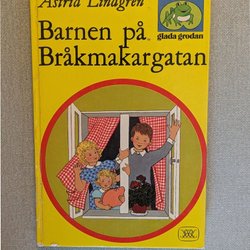 Astrid Lindgren
Barnen på
Bråkmakargatan
glada grodan